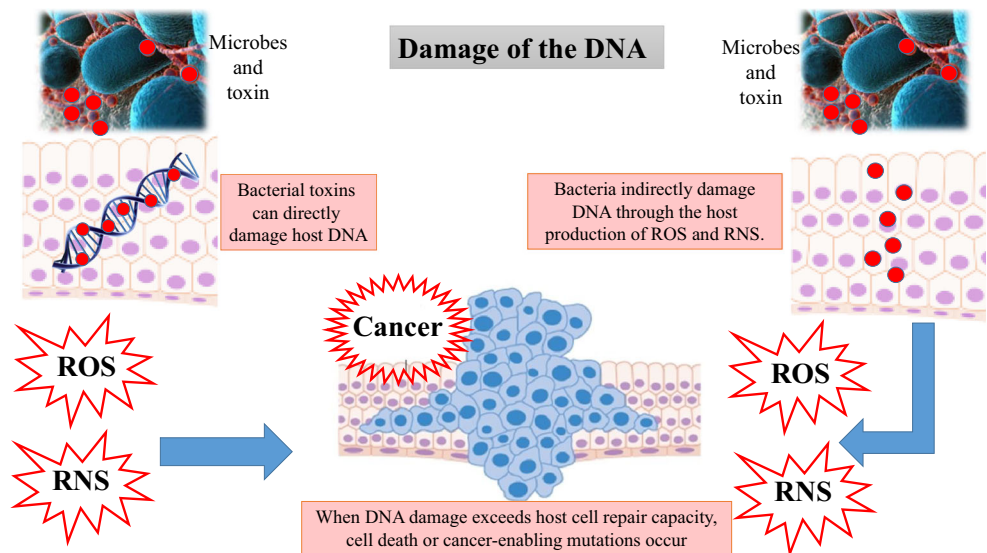 Damage of the DNA
Microbes
and
toxin
Bacterial toxins
can directly
damage host DNA
ROS
RNS
Cancer
When DNA damage exceeds host cell repair capacity,
cell death or cancer-enabling mutations occur
Microbes
and
toxin
Bacteria indirectly damage
DNA through the host
production of ROS and RNS.
ROS
RNS